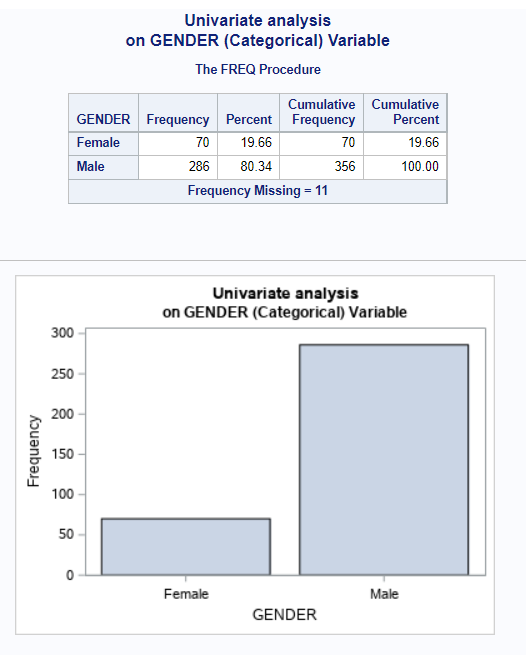 Univariate analysis
on GENDER (Categorical) Variable
The FREQ Procedure
GENDER Frequency Percent Cumulative Frequency Cumulative Percent
Female 70 19.66 70 19.66
Male 286 80.34 356 100.00
Frequency Missing = 11
Univariate analysis
on GENDER (Categorical) Variable
300
250
200
150
100
50
0
Frequency
Female Male
GENDER